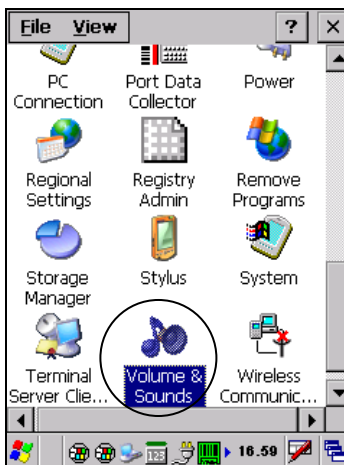 File View ? ×
PC Connection
Port Data Collector
Power
Regional Settings
Registry Admin
Remove Programs
Storage Manager
Stylus
System
Terminal Server Clie...
Volume & Sounds
Wireless Communic...
123
16.59